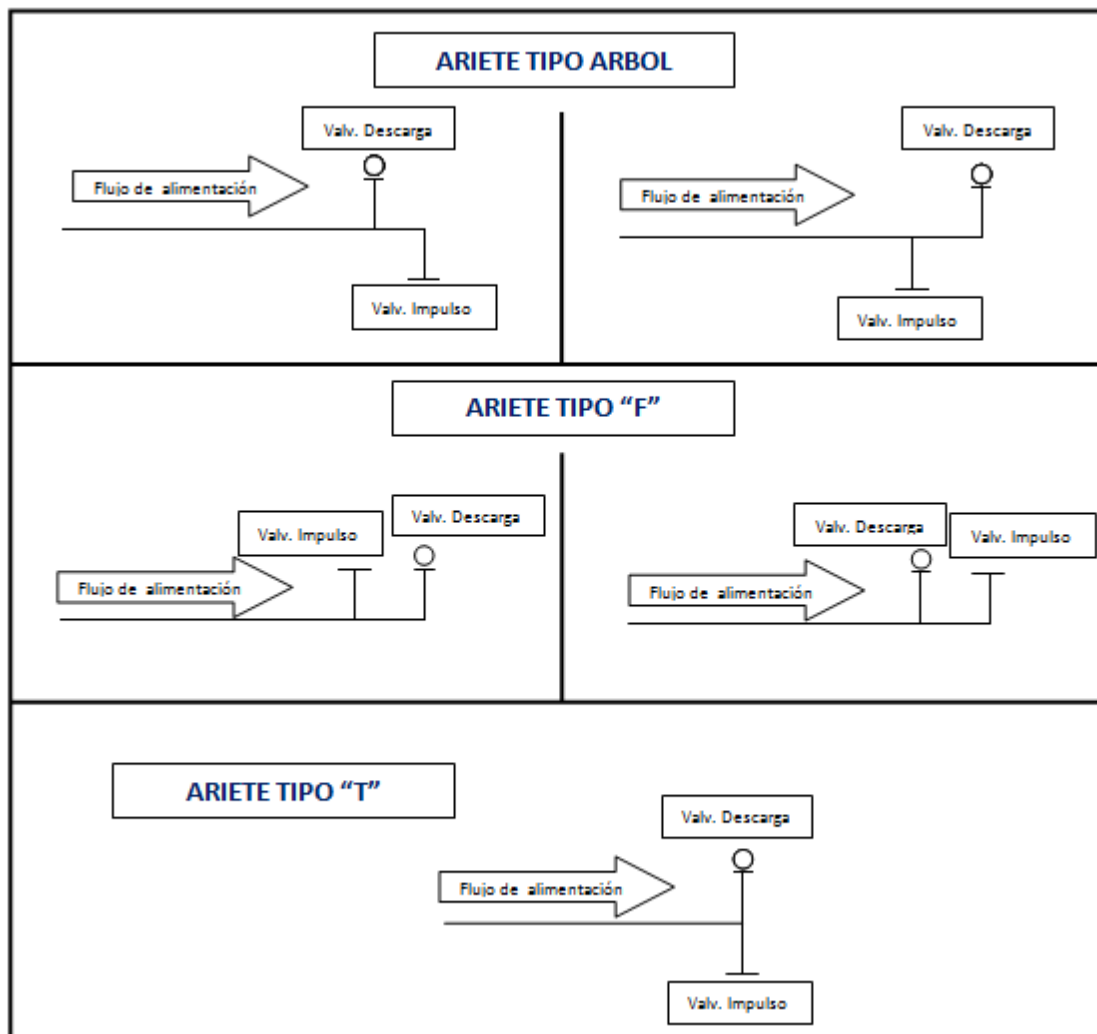 ARIETE TIPO ARBOL
Valv. Descarga
Flujo de alimentación
Valv. Impulso
Valv. Descarga
Flujo de alimentación
Valv. Impulso
ARIETE TIPO “F”
Valv. Descarga
Valv. Impulso
Flujo de alimentación
Valv. Descarga
Valv. Impulso
Flujo de alimentación
ARIETE TIPO “T”
Valv. Descarga
Flujo de alimentación
Valv. Impulso